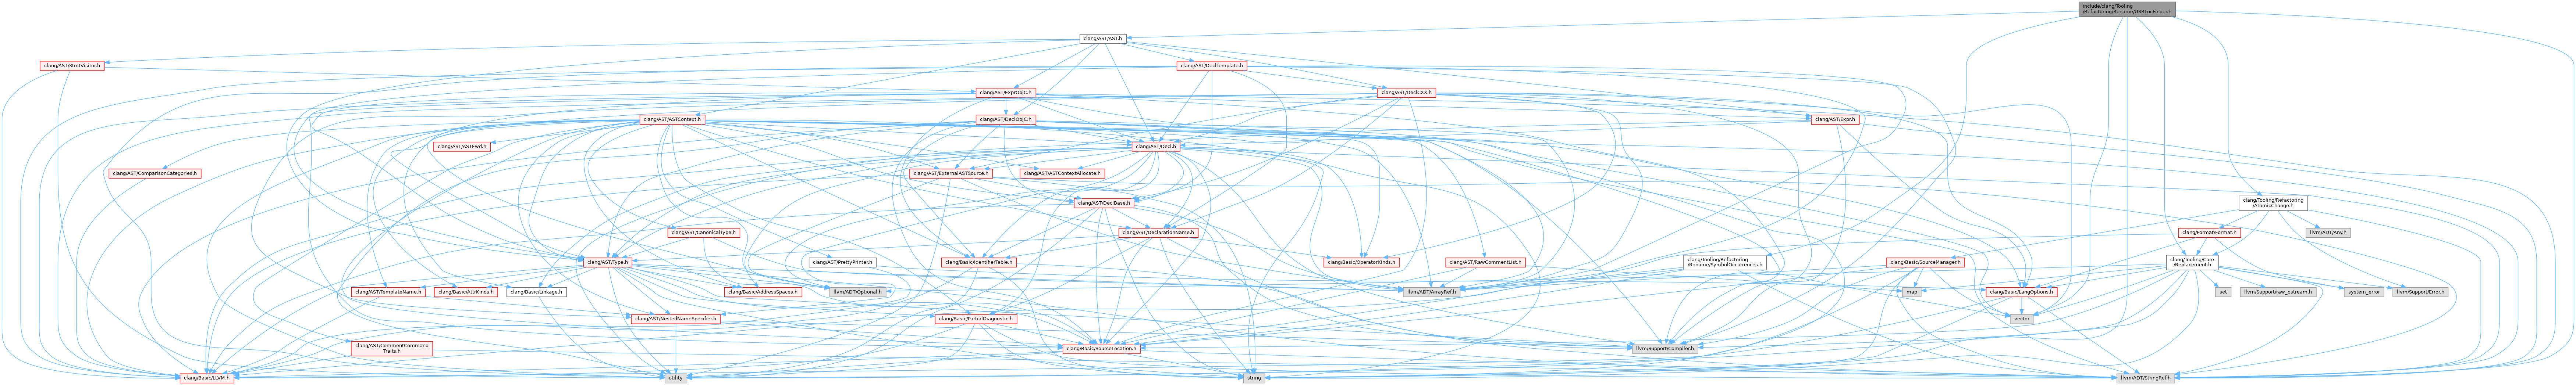 include/clang/Tooling
/Refactoring/Rename/USRLocFinder.h
clang/AST/AST.h
clang/AST/StmtVisitor.h
clang/AST/DeclTemplate.h
clang/AST/ExprObjC.h
clang/AST/DeclCXX.h
clang/AST/ASTContext.h
clang/AST/DeclObjC.h
clang/AST/Expr.h
clang/AST/ASTFwd.h
clang/AST/Decl.h
clang/AST/ComparisonCategories.h
clang/AST/ExternalASTSource.h
clang/AST/ASTContextAllocate.h
clang/AST/DeclBase.h
clang/Tooling/Refactoring
/AtomicChange.h
clang/AST/CanonicalType.h
clang/AST/DeclarationName.h
clang/Format/Format.h
llvm/ADT/Any.h
clang/AST/Type.h
clang/AST/PrettyPrinter.h
clang/Basic/IdentifierTable.h
clang/Basic/OperatorKinds.h
clang/AST/RawCommentList.h
clang/Tooling/Refactoring
/Rename/SymbolOccurrences.h
clang/Basic/SourceManager.h
clang/Tooling/Core
/Replacement.h
clang/AST/TemplateName.h
clang/Basic/AttrKinds.h
clang/Basic/Linkage.h
clang/Basic/AddressSpaces.h
llvm/ADT/Optional.h
llvm/ADT/ArrayRef.h
map
clang/Basic/LangOptions.h
set
llvm/Support/raw_ostream.h
system_error
llvm/Support/Error.h
clang/AST/NestedNameSpecifier.h
clang/Basic/PartialDiagnostic.h
vector
clang/AST/CommentCommand
Traits.h
clang/Basic/SourceLocation.h
llvm/Support/Compiler.h
clang/Basic/LLVM.h
utility
string
llvm/ADT/StringRef.h